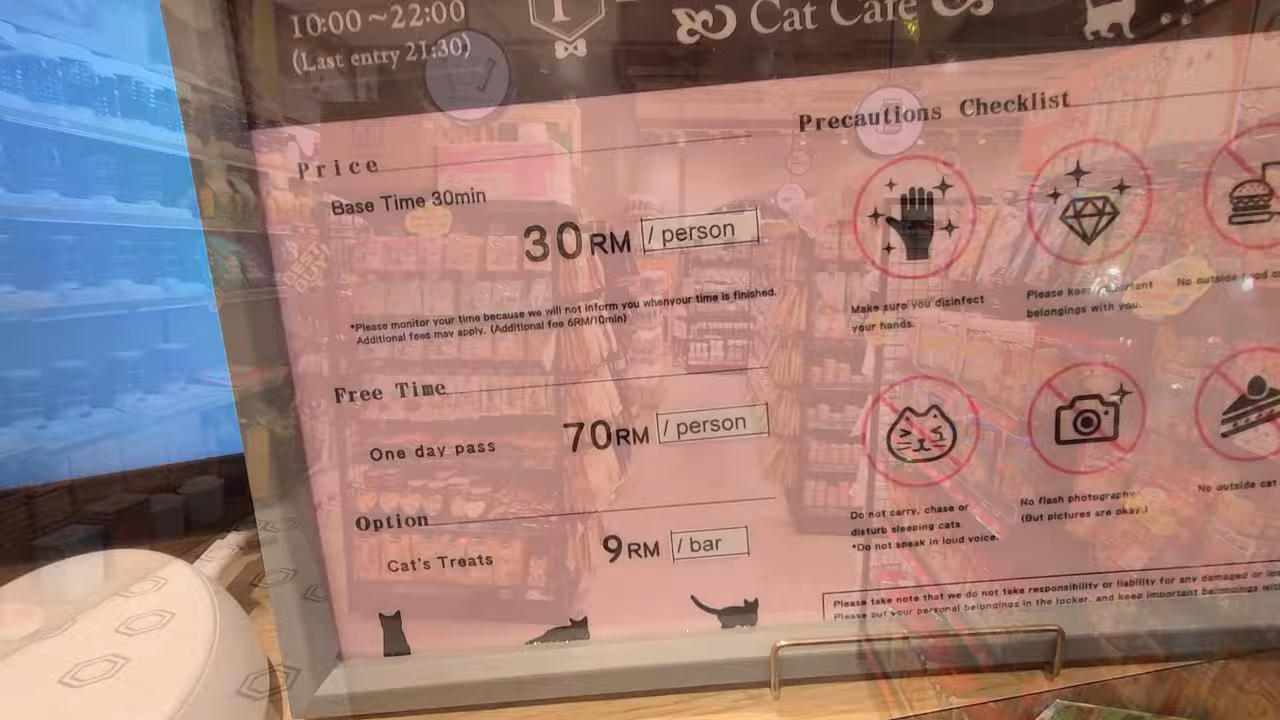 10:00~22:00
(Last entry 21:30)
Cat Cafe
Price
Base Time 30min
30RM / person
*Please monitor your time because we will not inform you whenyour time is finished.
Additional fees may apply. (Additional fee 6RM/10min)
Free Time
One day pass
70RM / person
Option
Cat's Treats
9RM / bar
Precautions Checklist
Make sure you disinfect
your hands.
Please keep important
belongings with you.
No outside food
Do not carry, chase or
disturb sleeping cats
*Do not speak in loud voice.
No flash photography
(But pictures are okay.)
No outside cat
Please take note that we do not take responsibility or liability for any damaged or
Please put your personal belongings in the locker, and keep important belongings